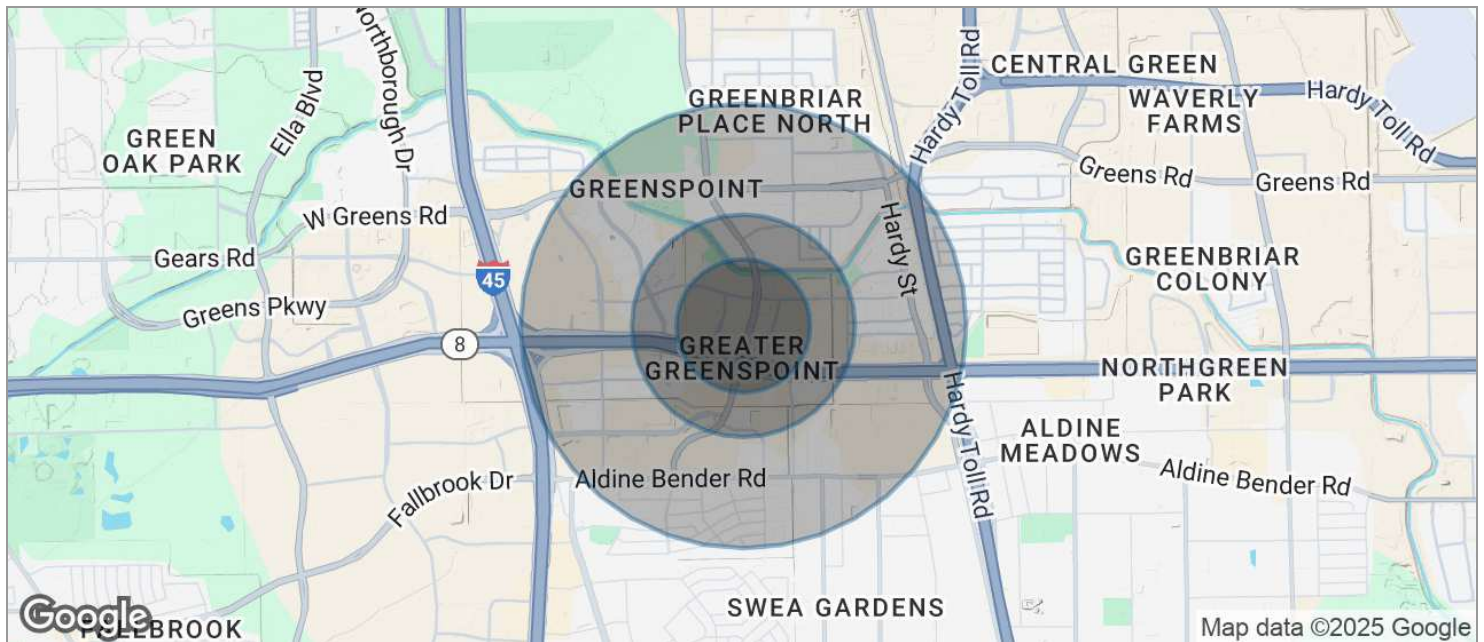 Northborough Dr
Ella Blvd
Hardy Toll Rd
CENTRAL GREEN
Hardy Toll Rd
GREENBRIAR
PLACE NORTH
WAVERLY
FARMS
GREEN
OAK PARK
GREENSPOINT
Greens Rd
Greens Rd
W Greens Rd
Hardy St
Gears Rd
45
GREENBRIAR
COLONY
Greens Pkwy
8
GREATER
GREENSPOINT
NORTHGREEN
PARK
Hardy Toll Rd
ALDINE
MEADOWS
Fallbrook Dr
Aldine Bender Rd
Aldine Bender Rd
SWEA GARDENS
Google
FALLBROOK
Map data ©2025 Google